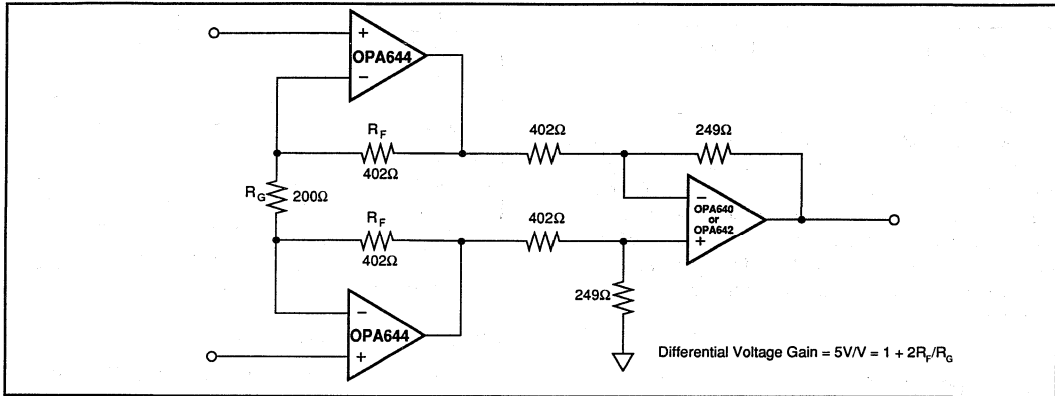 +
OPA644
−
R_F
402Ω
402Ω
249Ω
R_G
200Ω
−
OPA640
or
OPA642
+
R_F
402Ω
402Ω
249Ω
−
OPA644
+
Differential Voltage Gain = 5V/V = 1 + 2R_F/R_G